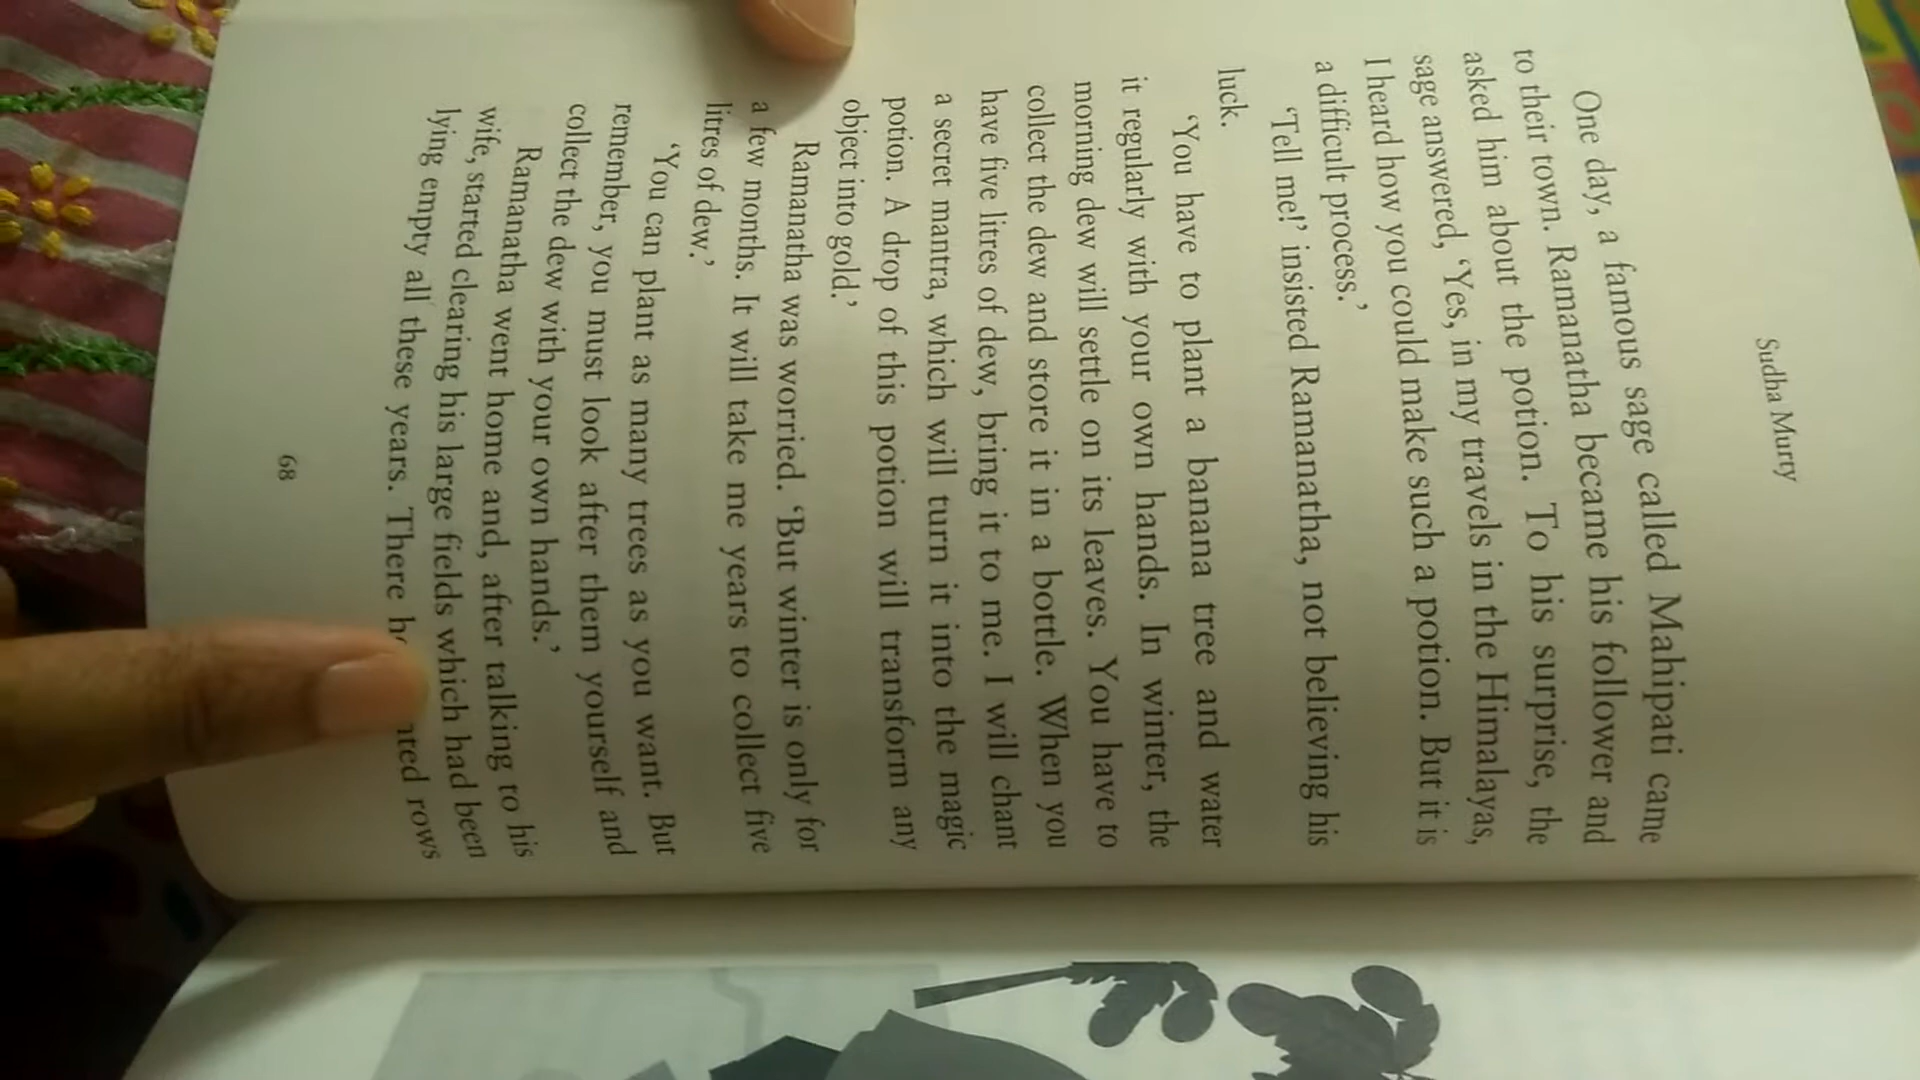 Sudha Murty
One day, a famous sage called Mahipati came
to their town. Ramanatha became his follower and
asked him about the potion. To his surprise, the
sage answered, ‘Yes, in my travels in the Himalayas,
I heard how you could make such a potion. But it is
a difficult process.’
‘Tell me!’ insisted Ramanatha, not believing his
luck.
‘You have to plant a banana tree and water
it regularly with your own hands. In winter, the
morning dew will settle on its leaves. You have to
collect the dew and store it in a bottle. When you
have five litres of dew, bring it to me. I will chant
a secret mantra, which will turn it into the magic
potion. A drop of this potion will transform any
object into gold.’
Ramanatha was worried. ‘But winter is only for
a few months. It will take me years to collect five
litres of dew.’
‘You can plant as many trees as you want. But
remember, you must look after them yourself and
collect the dew with your own hands.’
Ramanatha went home and, after talking to his
wife, started clearing his large fields which had been
lying empty all these years. There rows
68